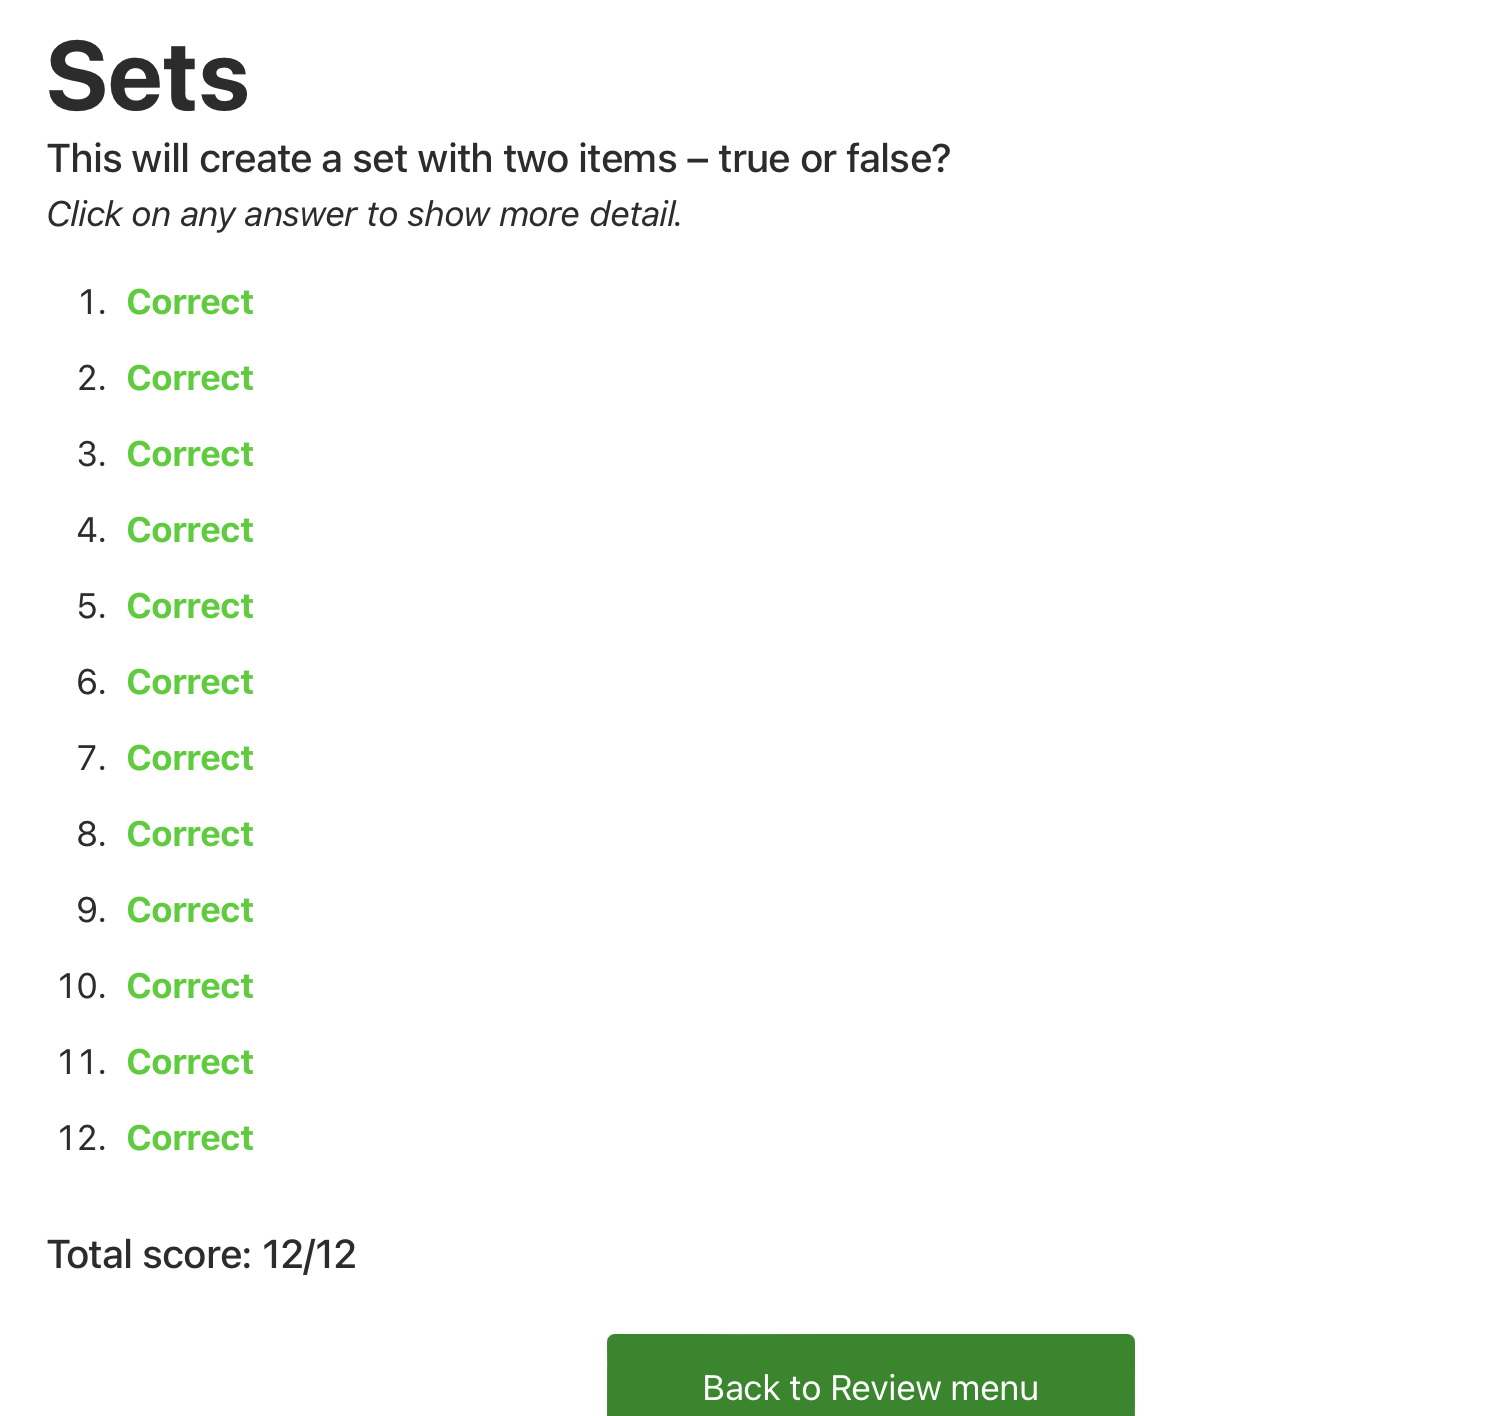 Sets
This will create a set with two items – true or false?
Click on any answer to show more detail.
1. Correct
2. Correct
3. Correct
4. Correct
5. Correct
6. Correct
7. Correct
8. Correct
9. Correct
10. Correct
11. Correct
12. Correct
Total score: 12/12
Back to Review menu